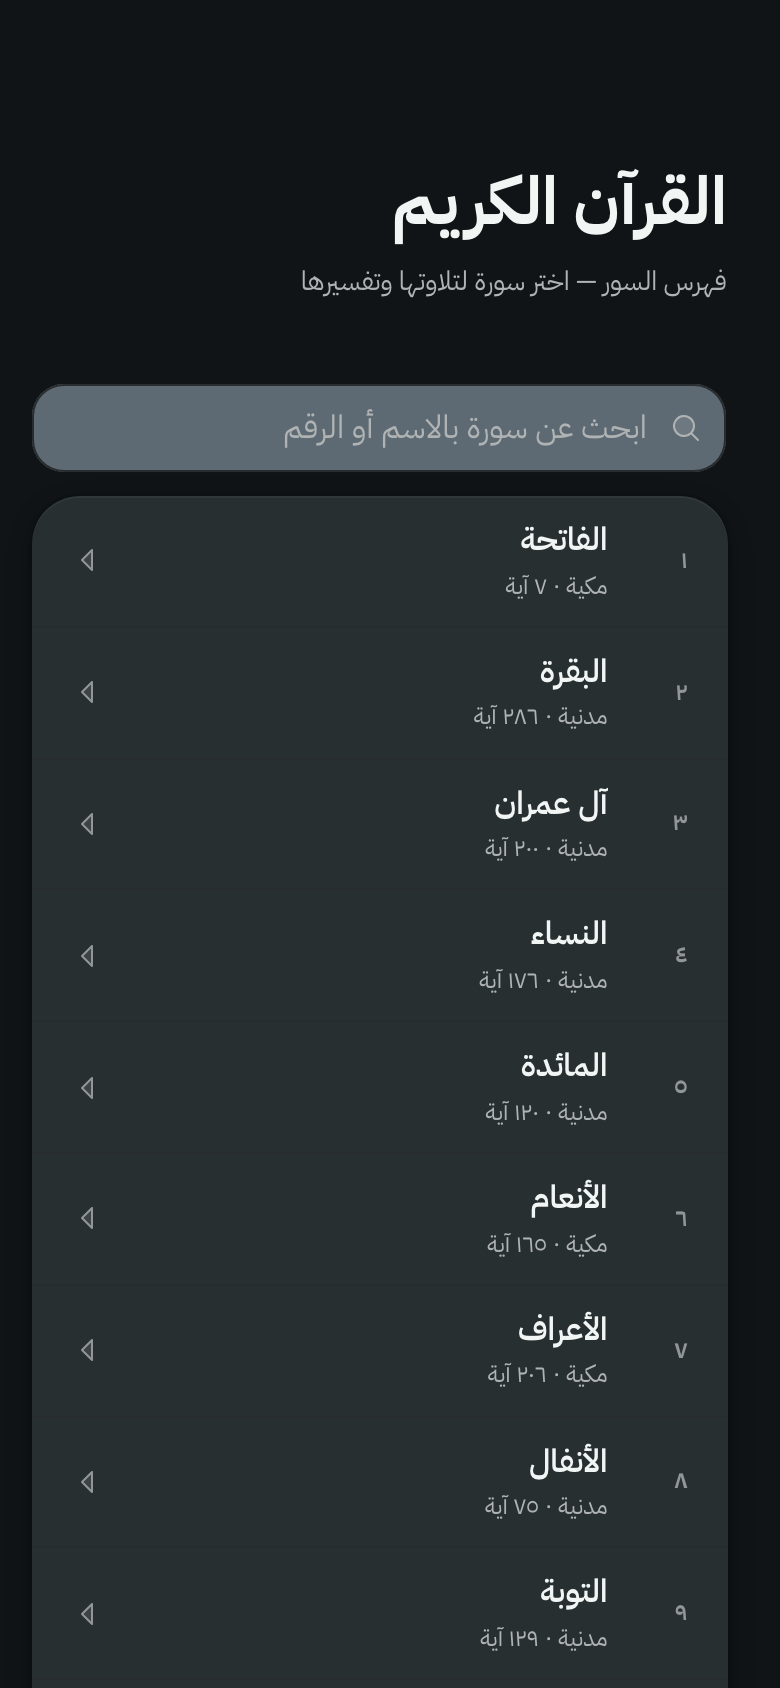 القرآن الكريم
فهرس السور — اختر سورة لتلاوتها وتفسيرها
ابحث عن سورة بالاسم أو الرقم
١
الفاتحة
مكية · ٧ آية
٢
البقرة
مدنية · ٢٨٦ آية
٣
آل عمران
مدنية · ٢٠٠ آية
٤
النساء
مدنية · ١٧٦ آية
٥
المائدة
مدنية · ١٢٠ آية
٦
الأنعام
مكية · ١٦٥ آية
٧
الأعراف
مكية · ٢٠٦ آية
٨
الأنفال
مدنية · ٧٥ آية
٩
التوبة
مدنية · ١٢٩ آية